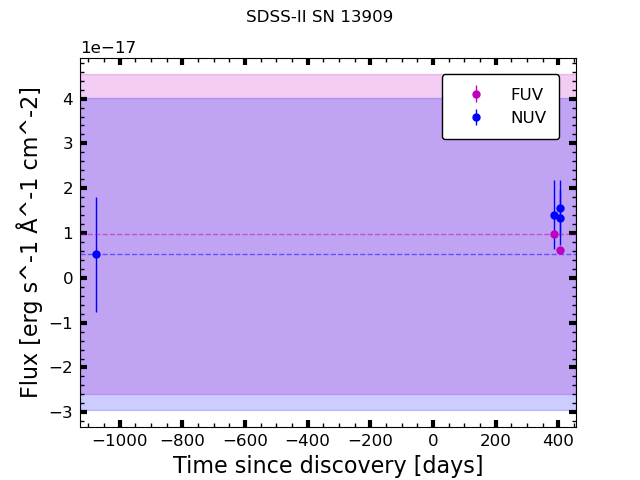 SDSS-II SN 13909
1e−17
FUV
NUV
4
3
2
1
0
−1
−2
−3
Flux [erg s^-1 Å^-1 cm^-2]
−1000 −800 −600 −400 −200 0 200 400
Time since discovery [days]